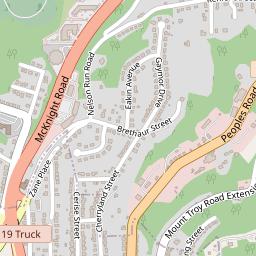 McKnight Road
Nelson Run Road
Eakin Avenue
Gaymor Drive
Brethaur Street
Peoples Road
Zane Place
Cerise Street
Cherryland Street
Mount Troy Road Extension
19 Truck